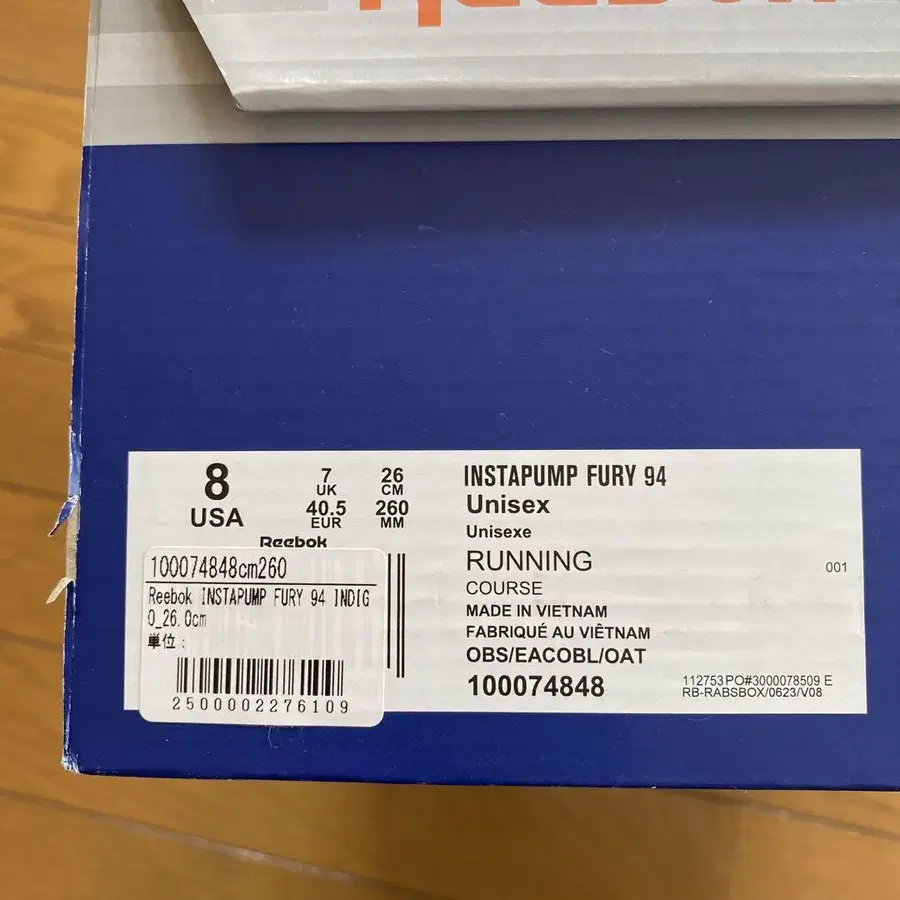 Reebok
8
USA
7
UK
40.5
EUR
26
CM
260
MM
Reebok
INSTAPUMP FURY 94
Unisex
Unisexe
RUNNING
COURSE
MADE IN VIETNAM
FABRIQUÉ AU VIÊTNAM
OBS/EACOBL/OAT
100074848
001
112753PO#3000078509 E
RB-RABSBOX/0623/V08
100074848cm260
Reebok INSTAPUMP FURY 94 INDIG
O_26.0cm
単位:
2500002276109